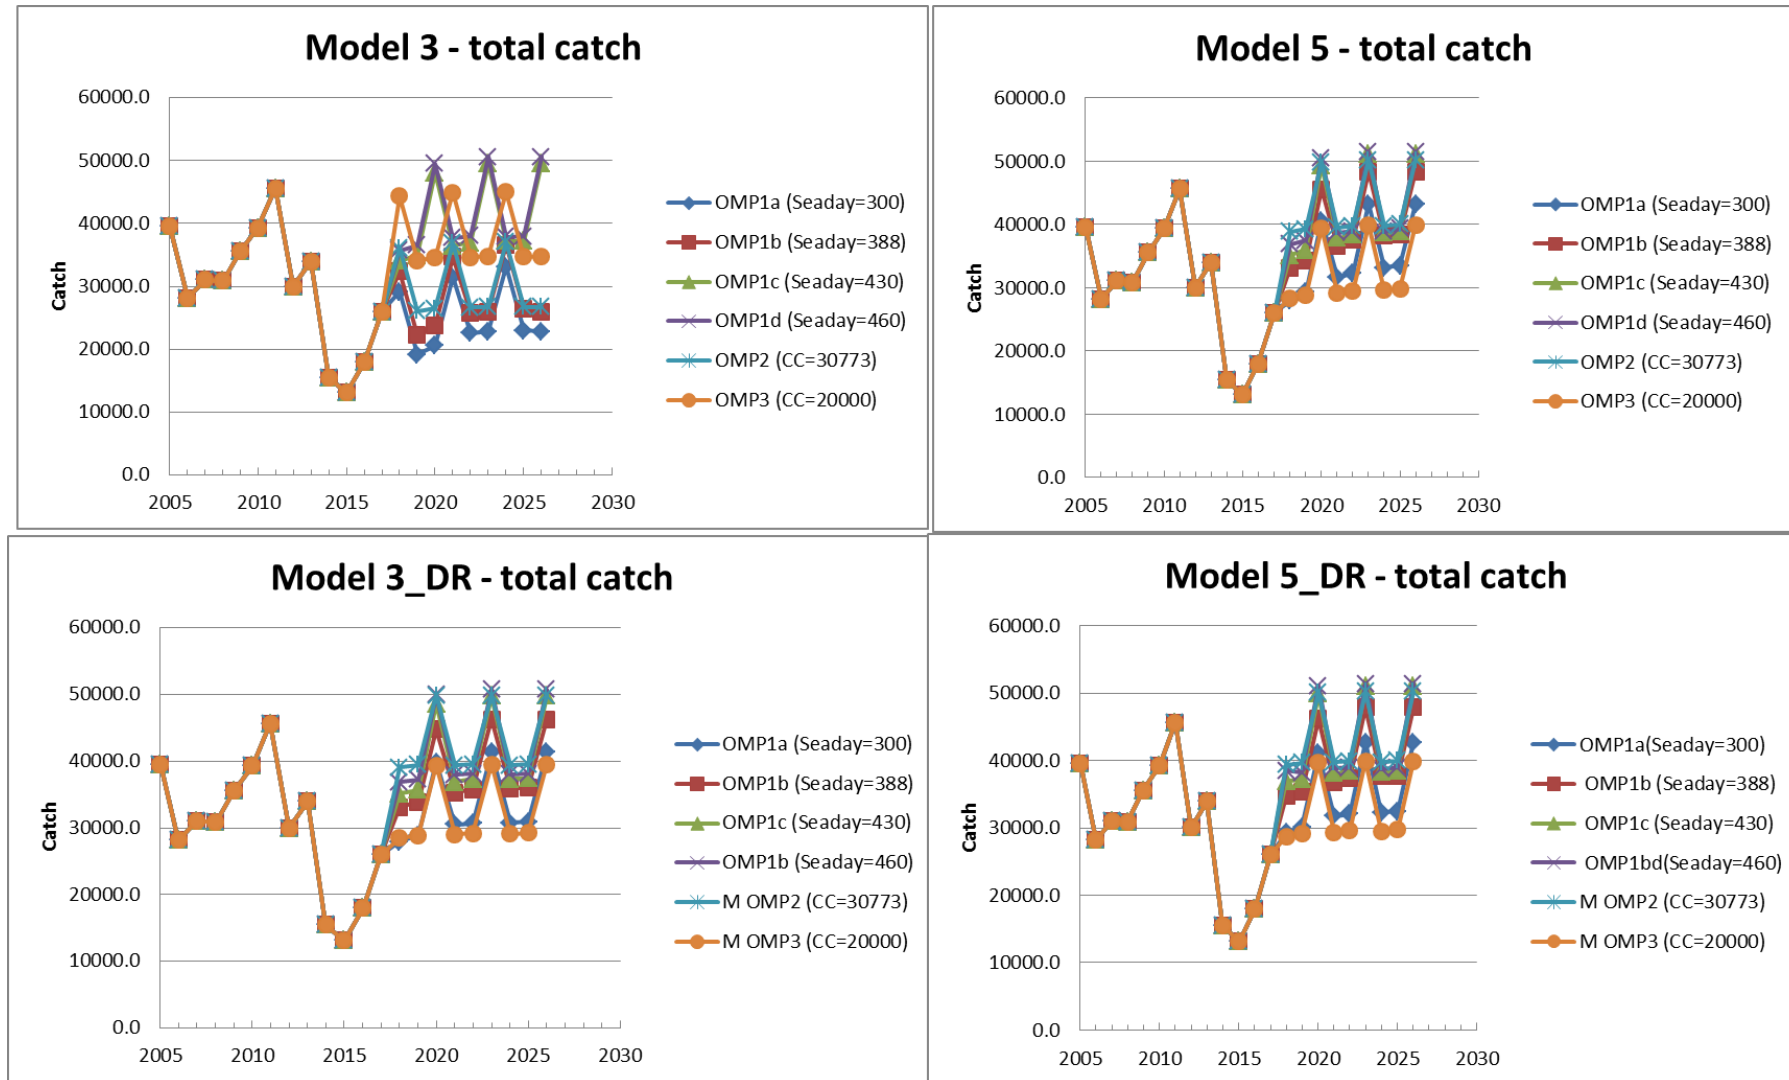 Model 3 - total catch
60000.0
50000.0
40000.0
30000.0
20000.0
10000.0
0.0
Catch
2005 2010 2015 2020 2025 2030
OMP1a (Seaday=300)
OMP1b (Seaday=388)
OMP1c (Seaday=430)
OMP1d (Seaday=460)
OMP2 (CC=30773)
OMP3 (CC=20000)
Model 5 - total catch
60000.0
50000.0
40000.0
30000.0
20000.0
10000.0
0.0
Catch
2005 2010 2015 2020 2025 2030
OMP1a (Seaday=300)
OMP1b (Seaday=388)
OMP1c (Seaday=430)
OMP1d (Seaday=460)
OMP2 (CC=30773)
OMP3 (CC=20000)
Model 3_DR - total catch
60000.0
50000.0
40000.0
30000.0
20000.0
10000.0
0.0
Catch
2005 2010 2015 2020 2025 2030
OMP1a (Seaday=300)
OMP1b (Seaday=388)
OMP1c (Seaday=430)
OMP1b (Seaday=460)
M OMP2 (CC=30773)
M OMP3 (CC=20000)
Model 5_DR - total catch
60000.0
50000.0
40000.0
30000.0
20000.0
10000.0
0.0
Catch
2005 2010 2015 2020 2025 2030
OMP1a(Seaday=300)
OMP1b (Seaday=388)
OMP1c (Seaday=430)
OMP1bd(Seaday=460)
M OMP2 (CC=30773)
M OMP3 (CC=20000)